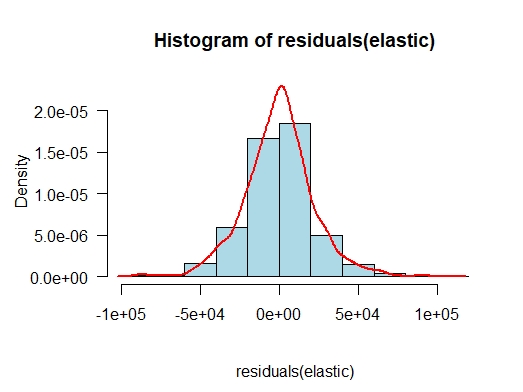 Histogram of residuals(elastic)
Density
2.0e-05
1.5e-05
1.0e-05
5.0e-06
0.0e+00
-1e+05 -5e+04 0e+00 5e+04 1e+05
residuals(elastic)